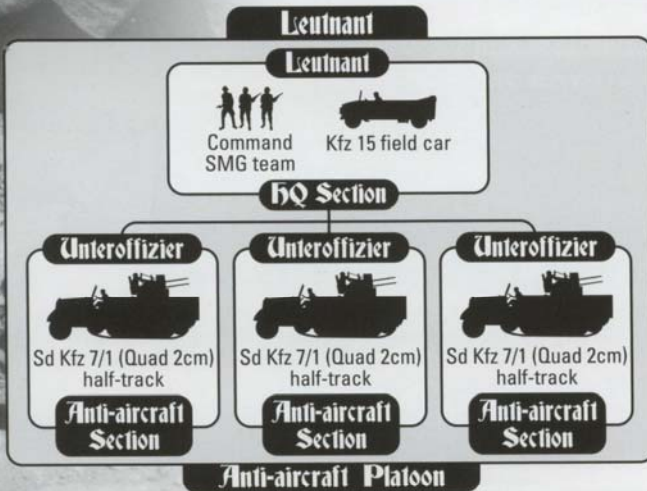 Leutnant
Leutnant
Command
SMG team
Kfz 15 field car
HQ Section
Unteroffizier
Sd Kfz 7/1 (Quad 2cm)
half-track
Anti-aircraft
Section
Unteroffizier
Sd Kfz 7/1 (Quad 2cm)
half-track
Anti-aircraft
Section
Unteroffizier
Sd Kfz 7/1 (Quad 2cm)
half-track
Anti-aircraft
Section
Anti-aircraft Platoon